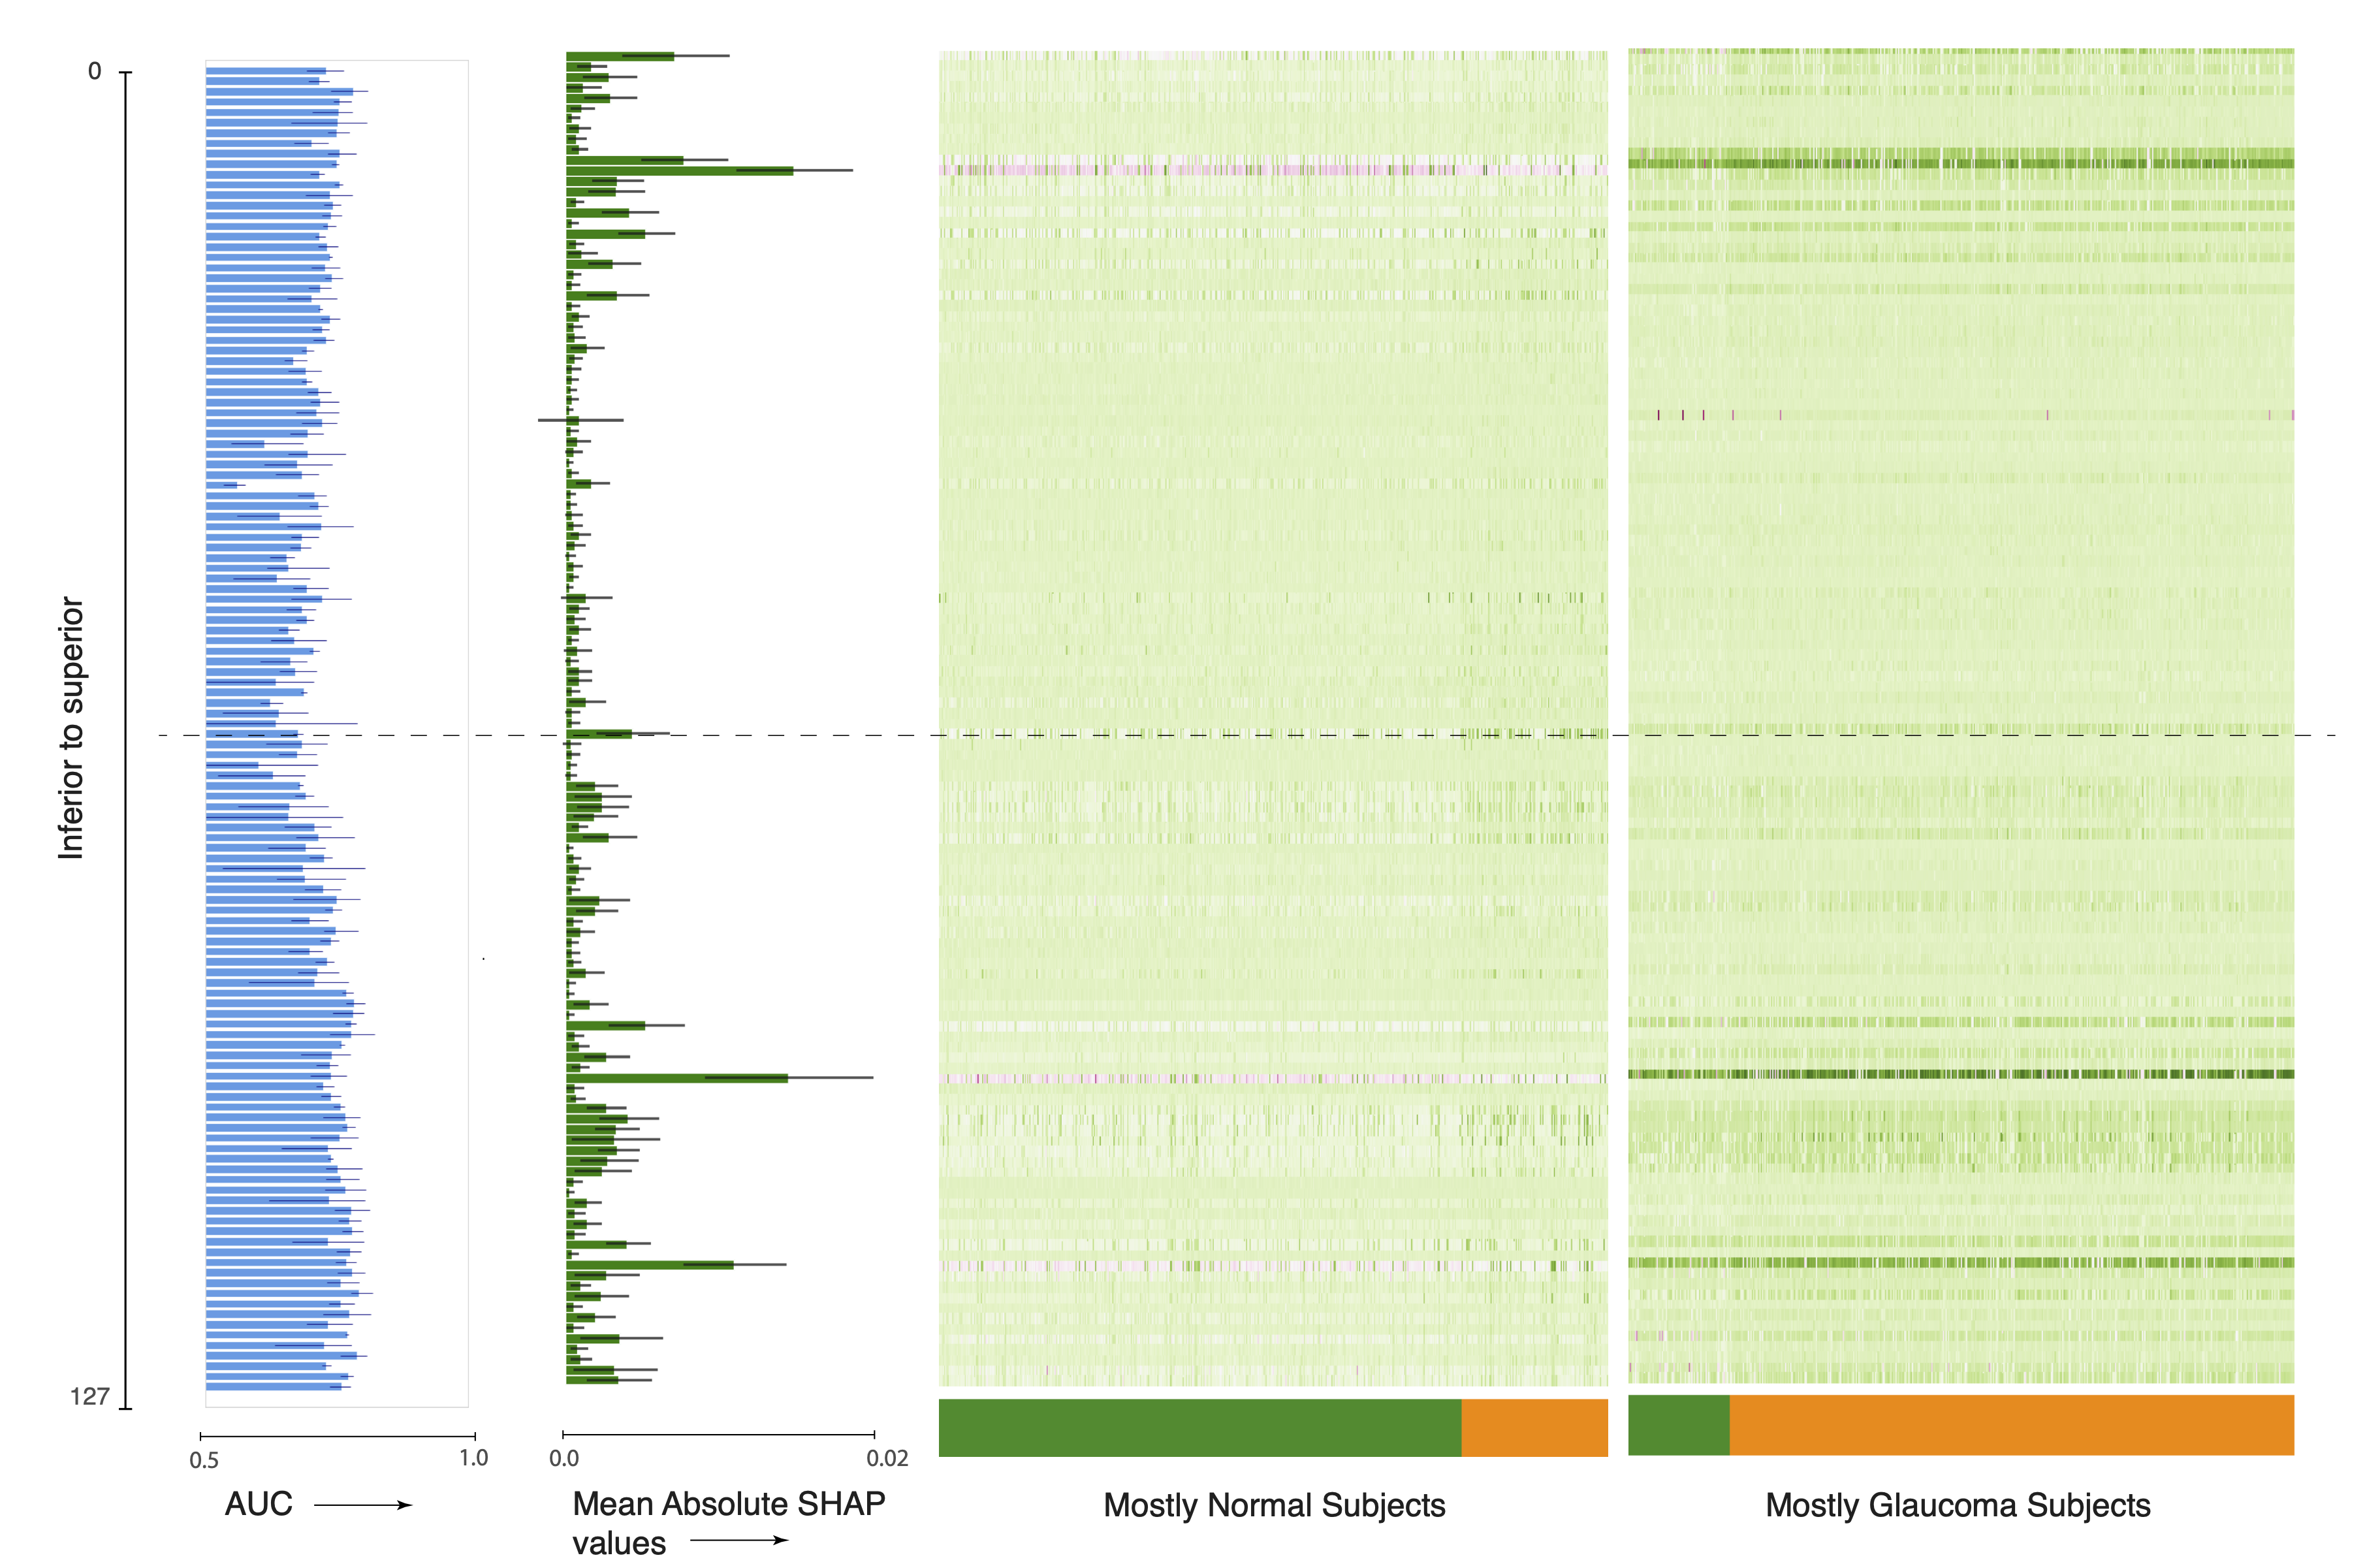 0
Inferior to superior
127
0.5
1.0
0.0
0.02
AUC
Mean Absolute SHAP
values
Mostly Normal Subjects
Mostly Glaucoma Subjects